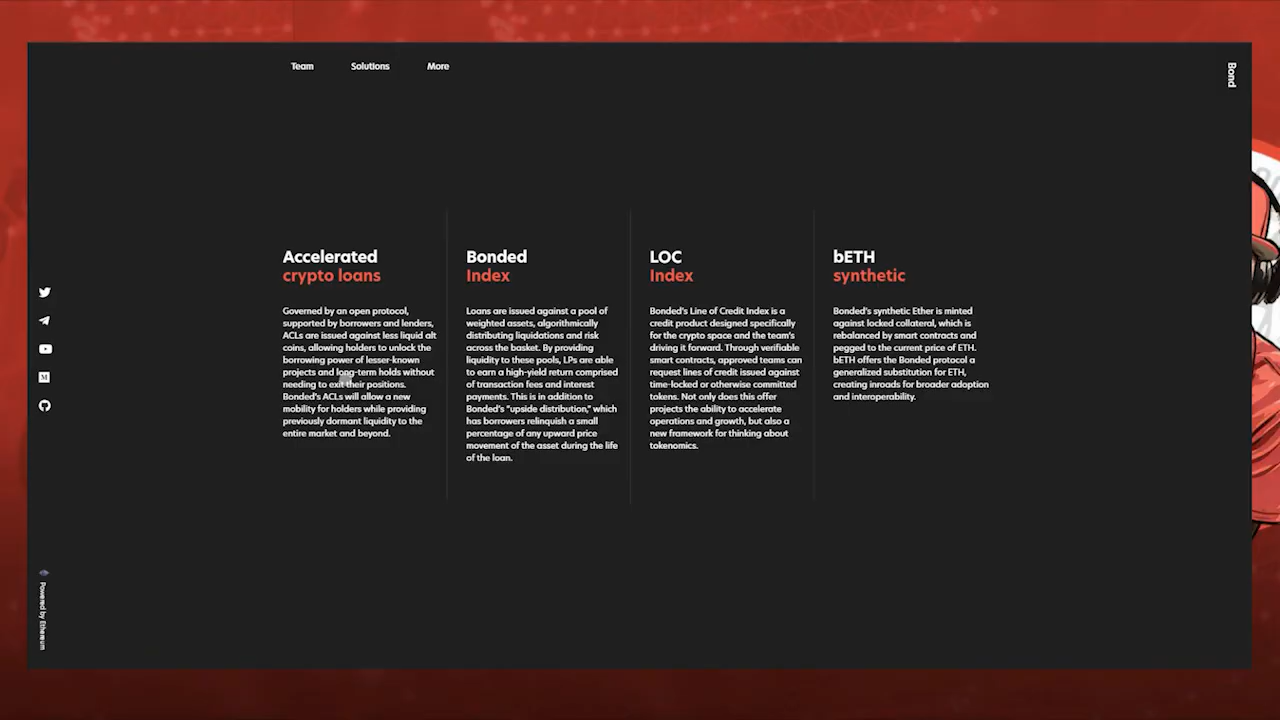 Team
Solutions
More
Bond
Accelerated
crypto loans
Governed by an open protocol,
supported by borrowers and lenders,
ACLs are issued against less liquid alt
coins, allowing holders to unlock the
borrowing power of lesser-known
projects and long-term holds without
needing to exit their positions.
Bonded's ACLs will allow a new
mobility for holders while providing
previously dormant liquidity to the
entire market and beyond.
Bonded
Index
Loans are issued against a pool of
weighted assets, algorithmically
distributing liquidations and risk
across the basket. By providing
liquidity to these pools, LPs are able
to earn a high-yield return comprised
of transaction fees and interest
payments. This is in addition to
Bonded's "upside distribution," which
has borrowers relinquish a small
percentage of any upward price
movement of the asset during the life
of the loan.
LOC
Index
Bonded's Line of Credit Index is a
credit product designed specifically
for the crypto space and the team's
driving it forward. Through verifiable
smart contracts, approved teams can
request lines of credit issued against
time-locked or otherwise committed
tokens. Not only does this offer
projects the ability to accelerate
operations and growth, but also a
new framework for thinking about
tokenomics.
bETH
synthetic
Bonded's synthetic Ether is minted
against locked collateral, which is
rebalanced by smart contracts and
pegged to the current price of ETH.
bETH offers the Bonded protocol a
generalized substitution for ETH,
creating inroads for broader adoption
and interoperability.
Powered by Ethereum